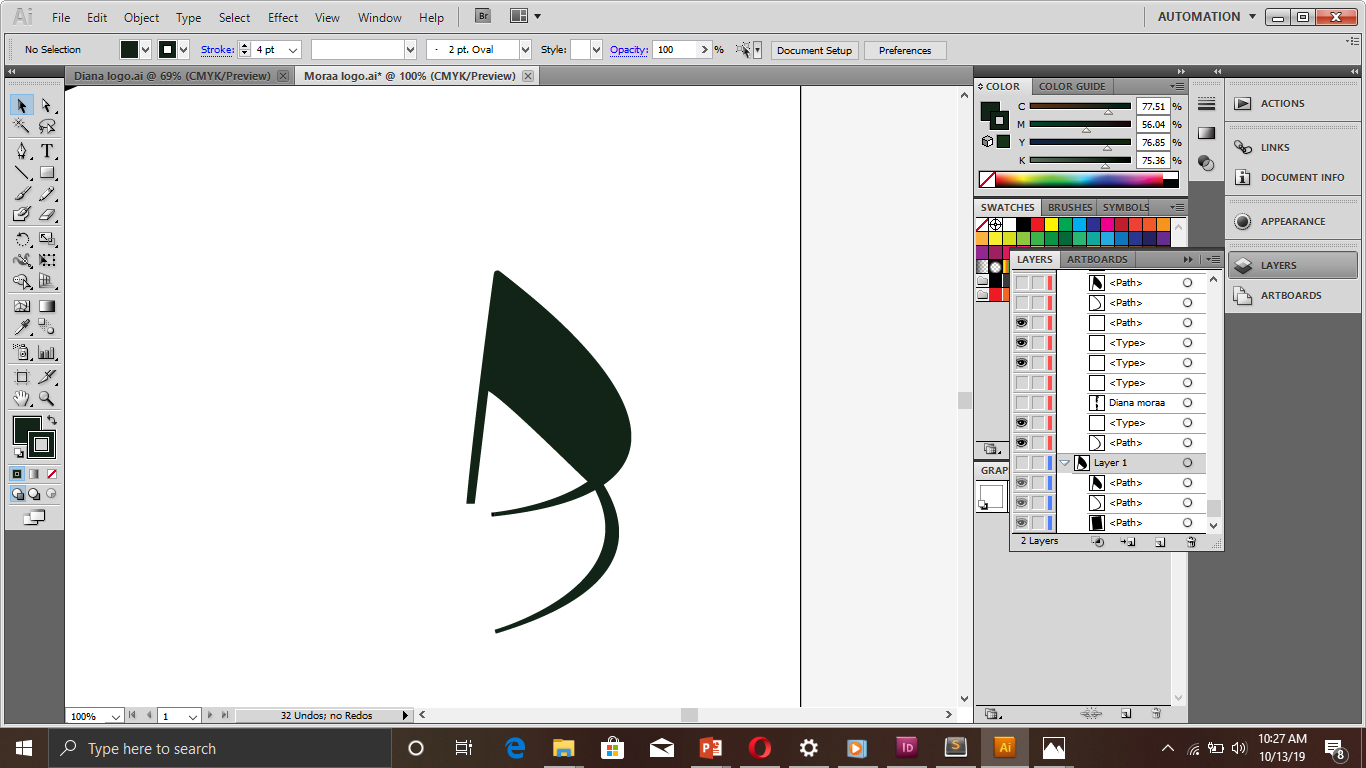 Ai File Edit Object Type Select Effect View Window Help Br AUTOMATION
No Selection Stroke: 4 pt 2 pt. Oval Style: Opacity: 100 % Document Setup Preferences
Diana logo.ai @ 69% (CMYK/Preview) Moraa logo.ai* @ 100% (CMYK/Preview)
COLOR COLOR GUIDE
C 77.51 %
M 56.04 %
Y 76.85 %
K 75.36 %
SWATCHES BRUSHES SYMBOLS
ACTIONS
LINKS
DOCUMENT INFO
APPEARANCE
LAYERS
ARTBOARDS
LAYERS ARTBOARDS
<Path>
<Path>
<Path>
<Type>
<Type>
<Type>
Diana moraa
<Type>
<Path>
Layer 1
<Path>
<Path>
<Path>
2 Layers
GRAP
T
100% 1 32 Undos; no Redos
Type here to search
Id S Ai
10:27 AM
10/13/19
8